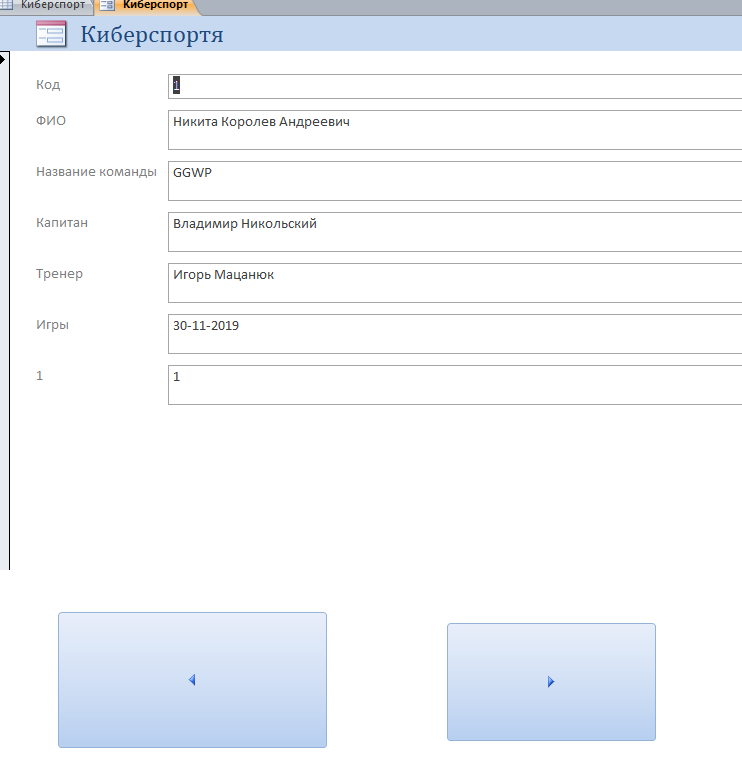 Киберспорт Киберспорт
Киберспортя
Код 1
ФИО Никита Королев Андреевич
Название команды GGWP
Капитан Владимир Никольский
Тренер Игорь Мацанюк
Игры 30-11-2019
1 1